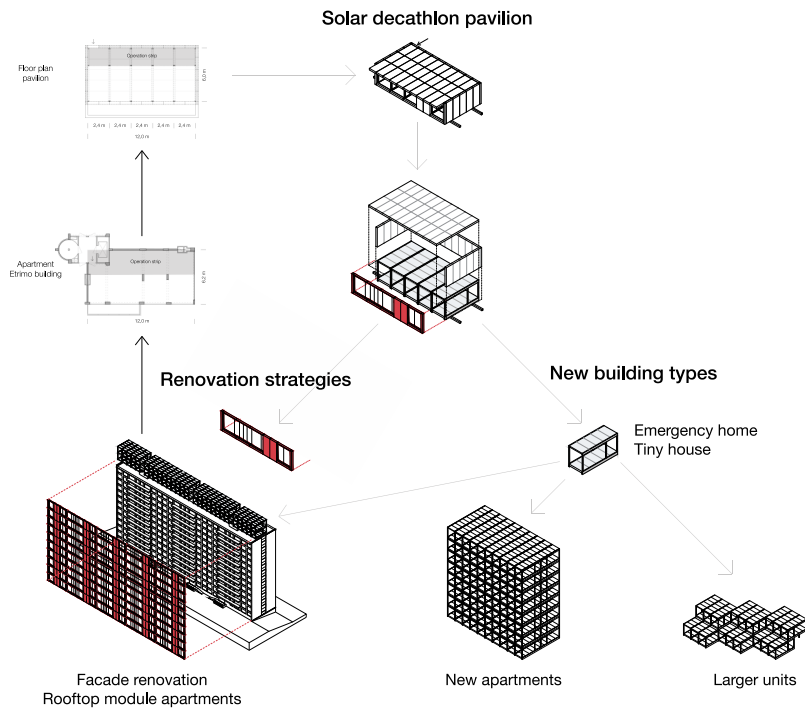 Solar decathlon pavilion
Floor plan
pavilion
Operation strip
6,0 m
2,4 m 2,4 m 2,4 m 2,4 m 2,4 m
12,0 m
Apartment
Etrimo building
Operation strip
6,2 m
12,0 m
Renovation strategies
New building types
Emergency home
Tiny house
Facade renovation
Rooftop module apartments
New apartments
Larger units